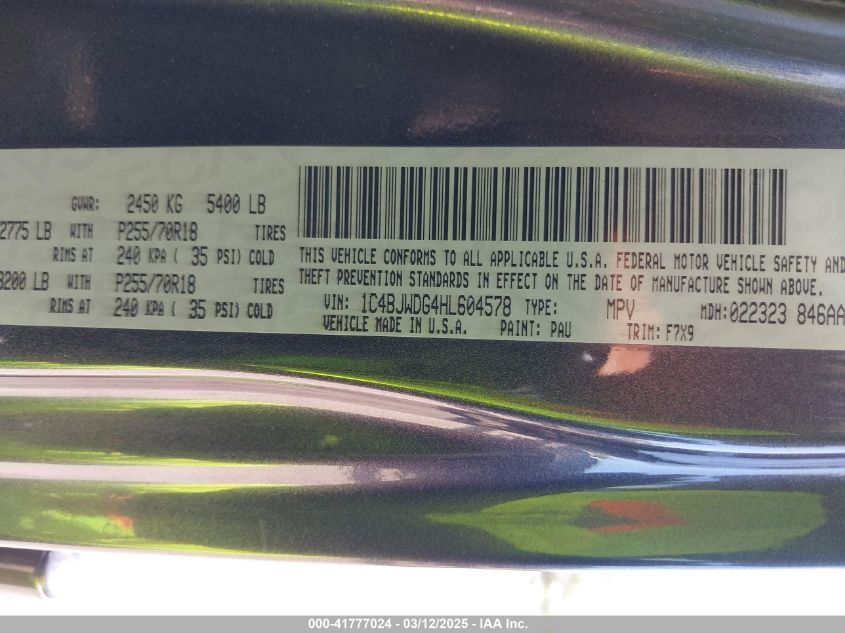 GVWR: 2450 KG 5400 LB
2775 LB WITH P255/70R18 TIRES
RIMS AT 240 KPA ( 35 PSI) COLD
3200 LB WITH P255/70R18 TIRES
RIMS AT 240 KPA ( 35 PSI) COLD
THIS VEHICLE CONFORMS TO ALL APPLICABLE U.S.A. FEDERAL MOTOR VEHICLE SAFETY AND
THEFT PREVENTION STANDARDS IN EFFECT ON THE DATE OF MANUFACTURE SHOWN ABOVE.
VIN: 1C4BJWDG4HL604578 TYPE: MPV MDH: 022323 846AA
VEHICLE MADE IN U.S.A. PAINT: PAU TRIM: F7X9
000-41777024 - 03/12/2025 - IAA Inc.